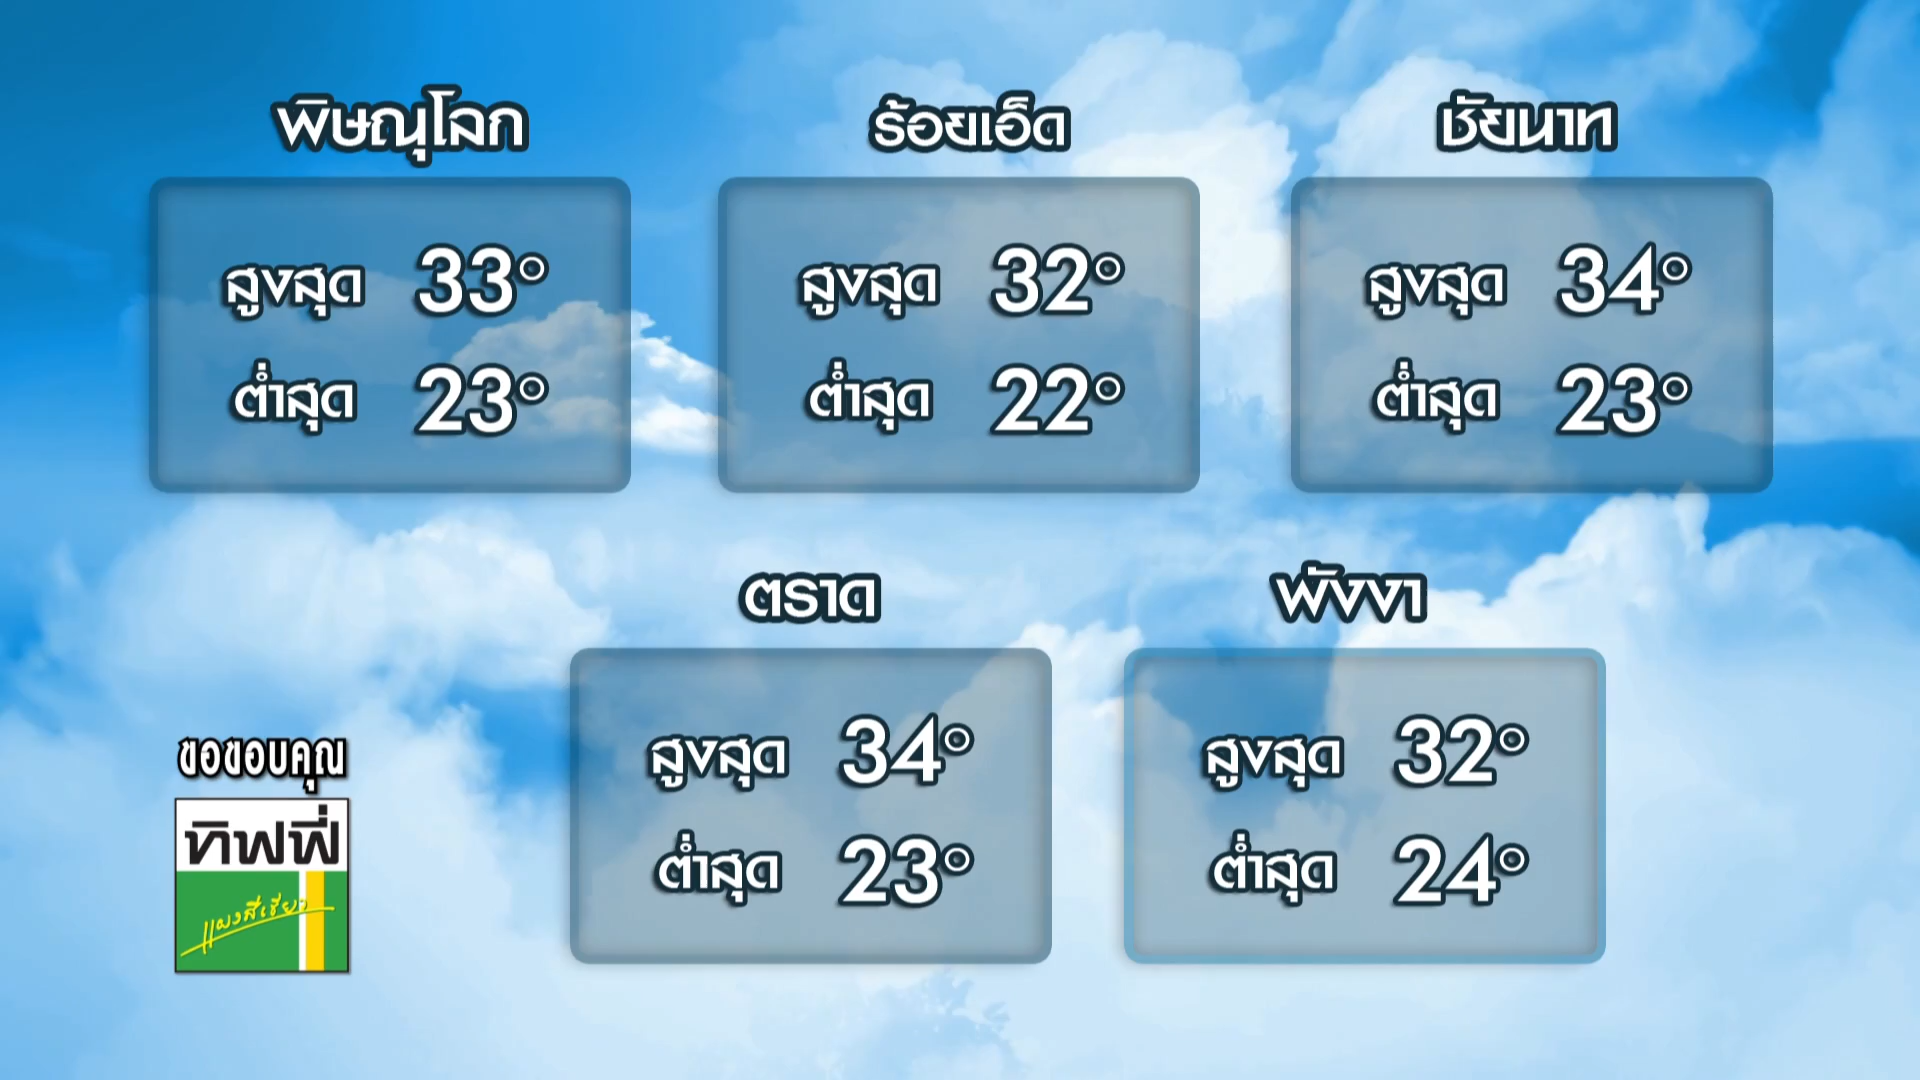 พิษณุโลก
สูงสุด 33°
ต่ำสุด 23°
ร้อยเอ็ด
สูงสุด 32°
ต่ำสุด 22°
ชัยนาท
สูงสุด 34°
ต่ำสุด 23°
ตราด
สูงสุด 34°
ต่ำสุด 23°
พังงา
สูงสุด 32°
ต่ำสุด 24°
ขอขอบคุณ
ทิฟฟี่
แผงสีเขียว